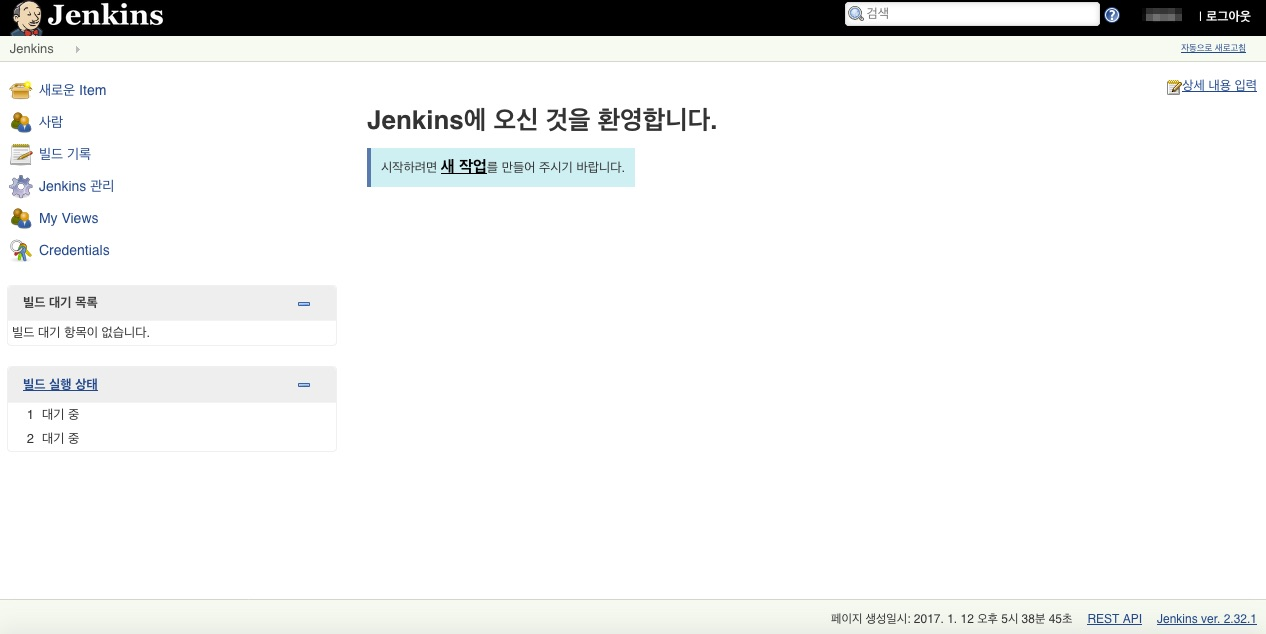 Jenkins
검색
| 로그아웃
Jenkins
자동으로 새로고침
새로운 Item
사람
빌드 기록
Jenkins 관리
My Views
Credentials
빌드 대기 목록
빌드 대기 항목이 없습니다.
빌드 실행 상태
1 대기 중
2 대기 중
상세 내용 입력
Jenkins에 오신 것을 환영합니다.
시작하려면 새 작업를 만들어 주시기 바랍니다.
페이지 생성일시: 2017. 1. 12 오후 5시 38분 45초 REST API Jenkins ver. 2.32.1